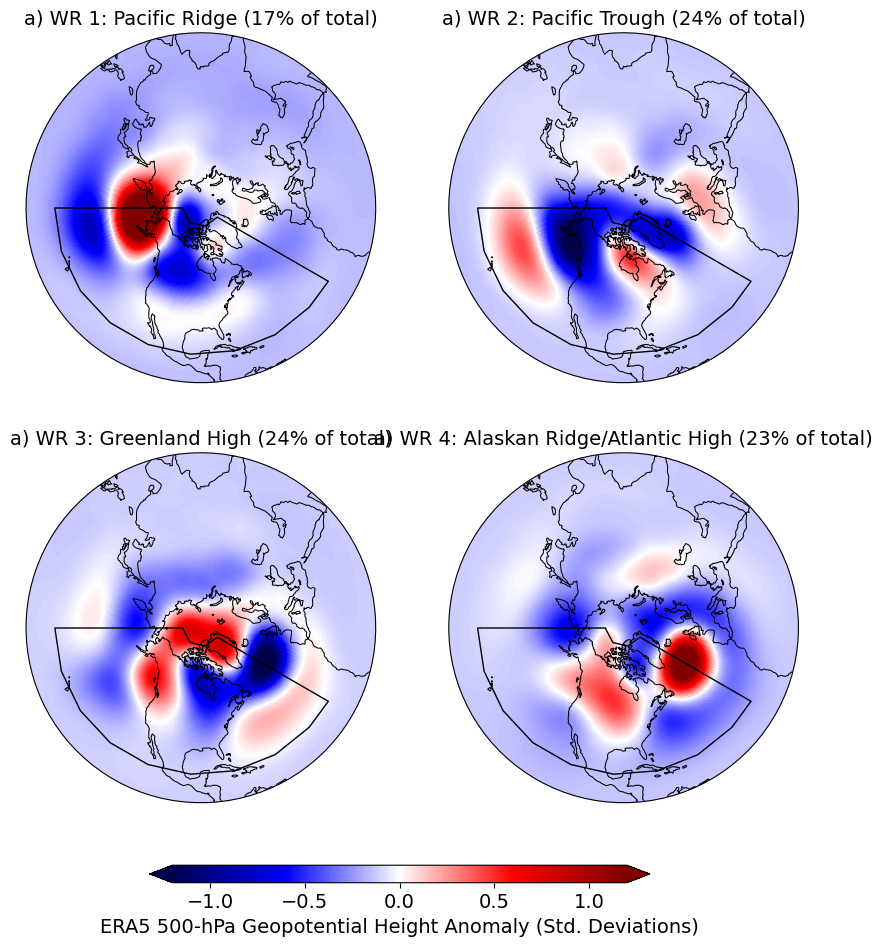 a) WR 1: Pacific Ridge (17% of total)
a) WR 2: Pacific Trough (24% of total)
a) WR 3: Greenland High (24% of total)
a) WR 4: Alaskan Ridge/Atlantic High (23% of total)
−1.0 −0.5 0.0 0.5 1.0
ERA5 500-hPa Geopotential Height Anomaly (Std. Deviations)